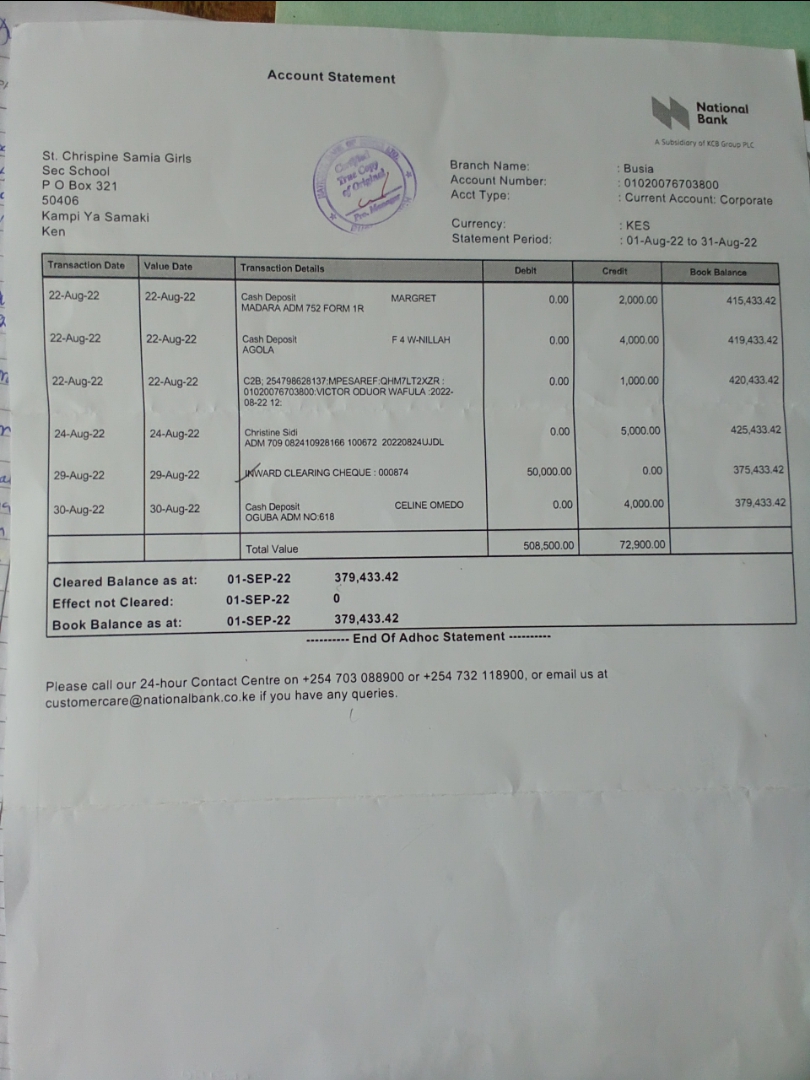 Account Statement
National
Bank
A Subsidiary of KCB Group PLC
St. Chrispine Samia Girls
Sec School
P O Box 321
50406
Kampi Ya Samaki
Ken
Certified
True Copy
of Original
Branch Name: : Busia
Account Number: : 01020076703800
Acct Type: : Current Account: Corporate
Currency: : KES
Statement Period: : 01-Aug-22 to 31-Aug-22
Transaction Date Value Date Transaction Details Debit Credit Book Balance
22-Aug-22 22-Aug-22 Cash Deposit MARGRET 0.00 2,000.00 415,433.42
MADARA ADM 752 FORM 1R
22-Aug-22 22-Aug-22 Cash Deposit F 4 W-NILLAH 0.00 4,000.00 419,433.42
AGOLA
22-Aug-22 22-Aug-22 C2B; 254798628137:MPESAREF:QHM7LT2XZR : 0.00 1,000.00 420,433.42
01020076703800:VICTOR ODUOR WAFULA :2022-
08-22 12:
24-Aug-22 24-Aug-22 Christine Sidi 0.00 5,000.00 425,433.42
ADM 709 082410928166 100672 20220824UJDL
29-Aug-22 29-Aug-22 INWARD CLEARING CHEQUE : 000874 50,000.00 0.00 375,433.42
30-Aug-22 30-Aug-22 Cash Deposit CELINE OMEDO 0.00 4,000.00 379,433.42
OGUBA ADM NO:618
Total Value 508,500.00 72,900.00
Cleared Balance as at: 01-SEP-22 379,433.42
Effect not Cleared: 01-SEP-22 0
Book Balance as at: 01-SEP-22 379,433.42
---------- End Of Adhoc Statement ----------
Please call our 24-hour Contact Centre on +254 703 088900 or +254 732 118900, or email us at
customercare@nationalbank.co.ke if you have any queries.